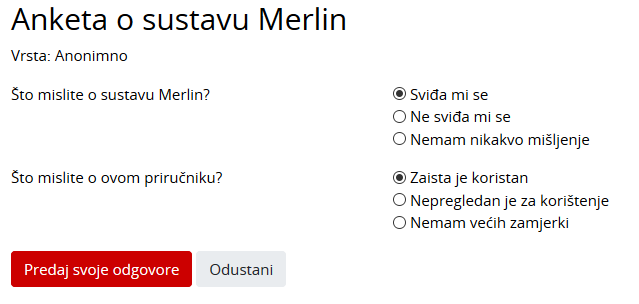 Anketa o sustavu Merlin
Vrsta: Anonimno
Što mislite o sustavu Merlin?
Sviđa mi se
Ne sviđa mi se
Nemam nikakvo mišljenje
Što mislite o ovom priručniku?
Zaista je koristan
Nepregledan je za korištenje
Nemam većih zamjerki
Predaj svoje odgovore Odustani